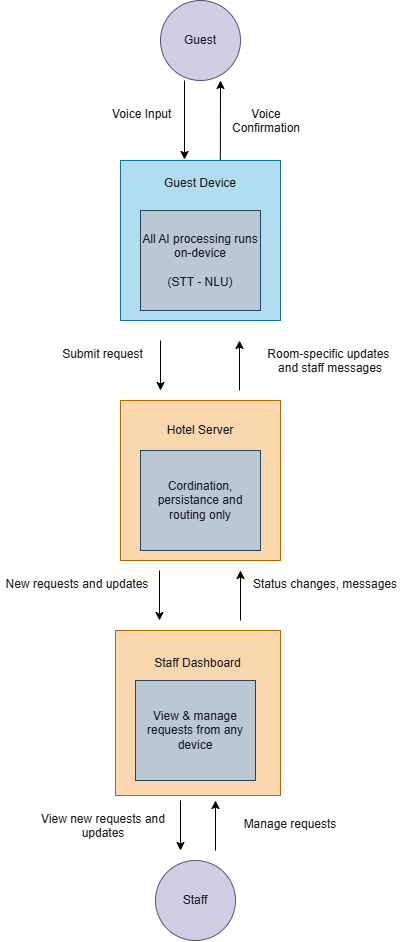 Guest
Voice Input
Voice
Confirmation
Guest Device
All AI processing runs
on-device
(STT - NLU)
Submit request
Room-specific updates
and staff messages
Hotel Server
Cordination,
persistance and
routing only
New requests and updates
Status changes, messages
Staff Dashboard
View & manage
requests from any
device
View new requests and
updates
Manage requests
Staff